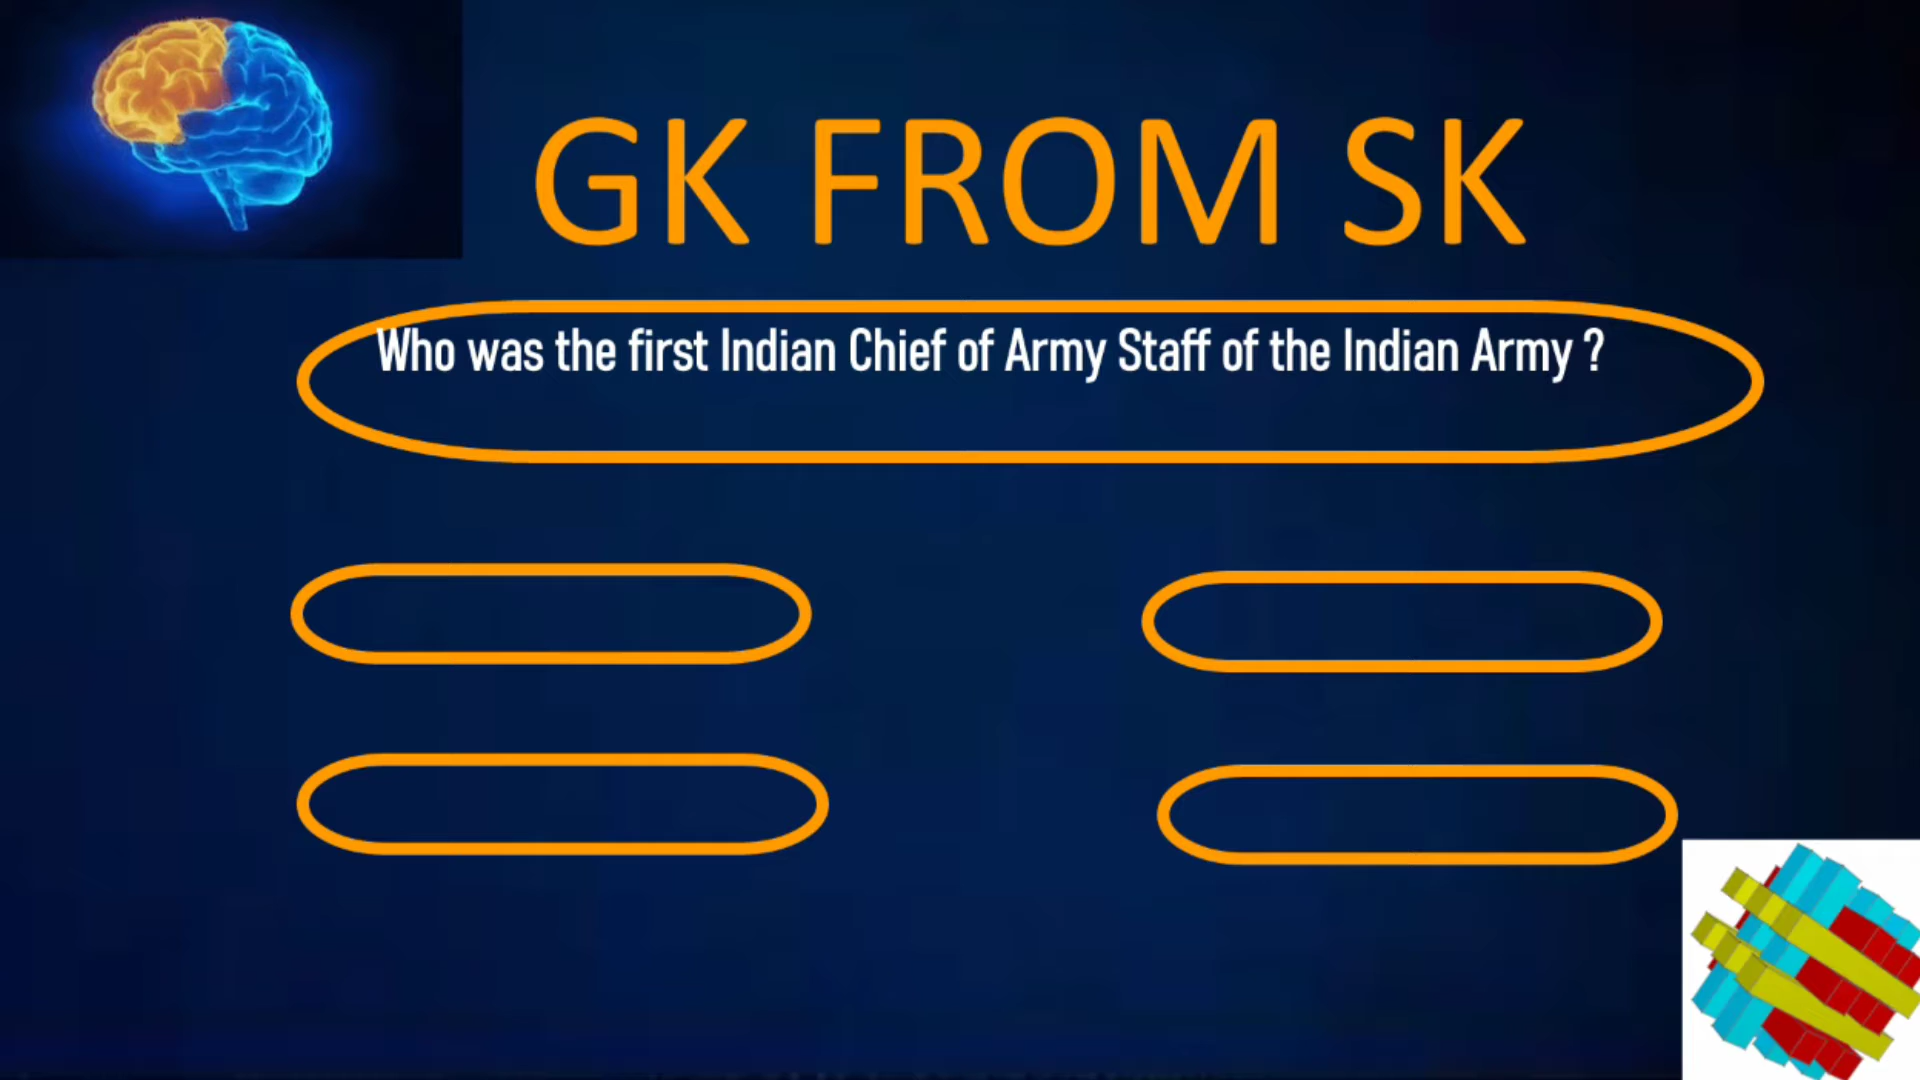 GK FROM SK
Who was the first Indian Chief of Army Staff of the Indian Army ?